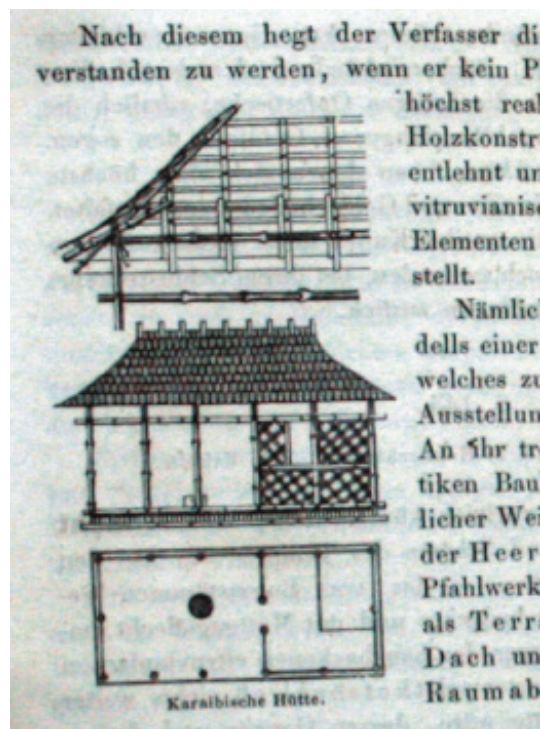 Nach diesem hegt der Verfasser di
verstanden zu werden, wenn er kein P
höchst real
Holzkonstr
entlehnt un
vitruvianis
Elementen
stellt.
Nämlich
dells einer
welches zu
Ausstellun
An ihr tr
tiken Bau
licher Wei
der Heer
Pfahlwerk
als Terra
Dach un
Raumab
Karaibische Hütte.